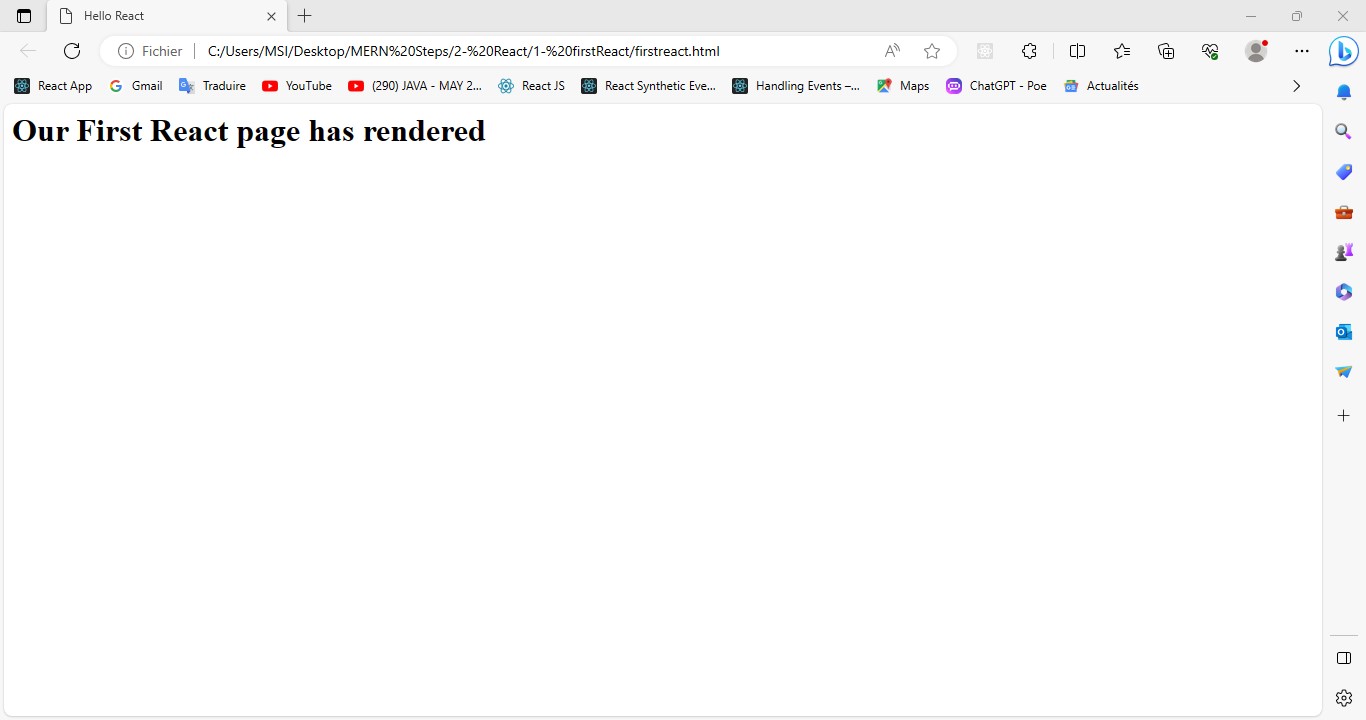 Hello React
Fichier C:/Users/MSI/Desktop/MERN%20Steps/2-%20React/1-%20firstReact/firstreact.html
React App Gmail Traduire YouTube (290) JAVA - MAY 2... React JS React Synthetic Eve... Handling Events –... Maps ChatGPT - Poe Actualités
Our First React page has rendered